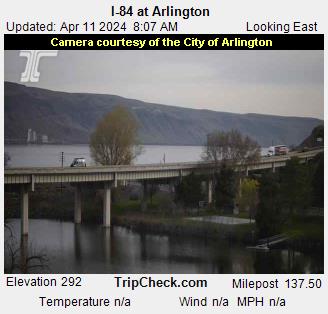 I-84 at Arlington
Updated: Apr 11 2024 8:07 AM Looking East
Camera courtesy of the City of Arlington
Elevation 292 TripCheck.com Milepost 137.50
Temperature n/a Wind n/a MPH n/a